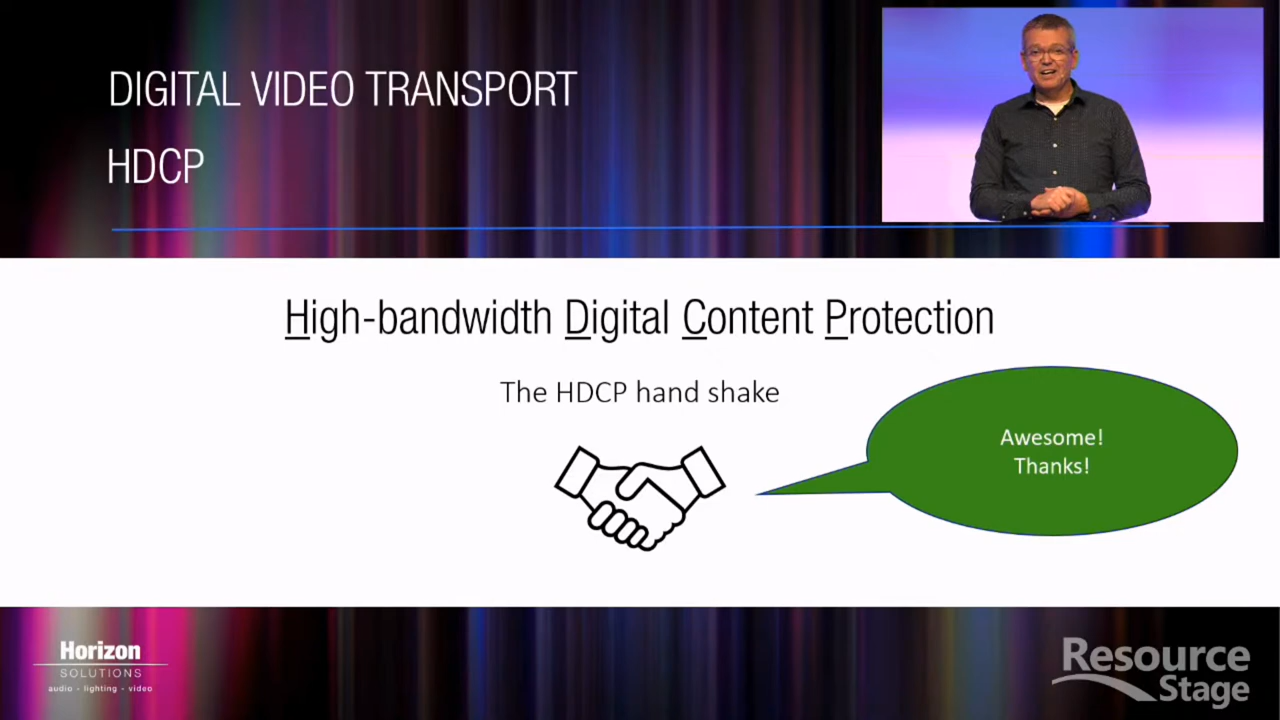 DIGITAL VIDEO TRANSPORT
HDCP
High-bandwidth Digital Content Protection
The HDCP hand shake
Awesome!
Thanks!
Horizon
SOLUTIONS
audio - lighting - video
Resource
Stage